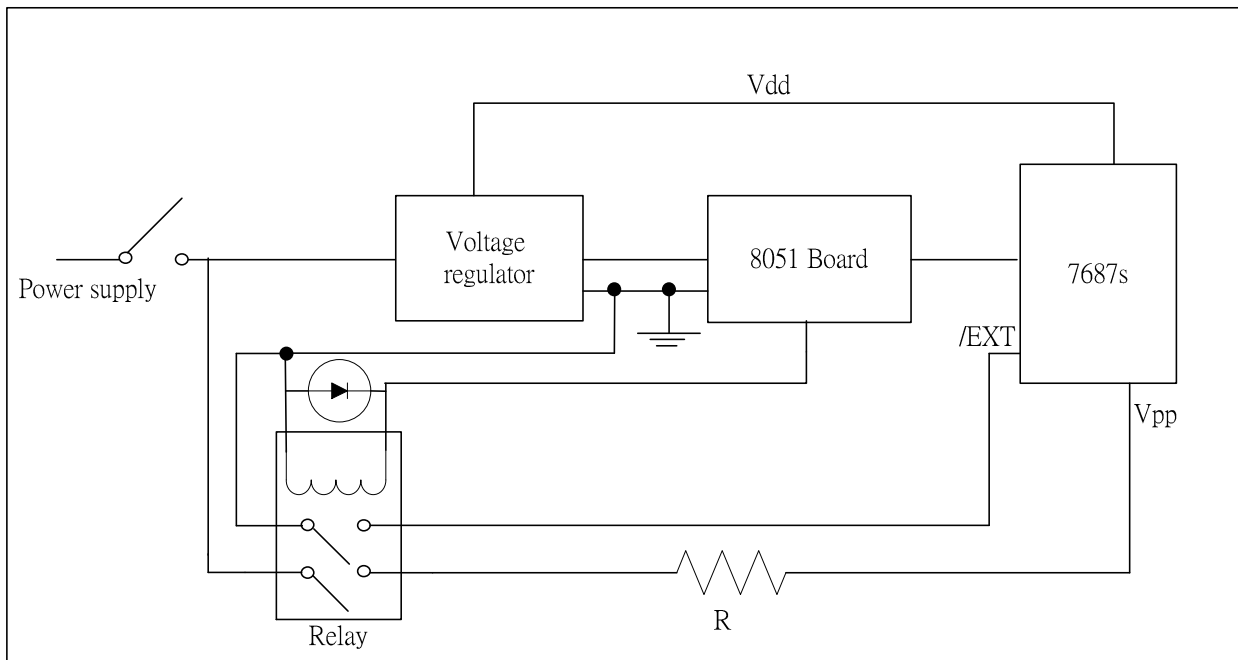 Vdd
Voltage
regulator
8051 Board
7687s
Power supply
/EXT
Vpp
R
Relay